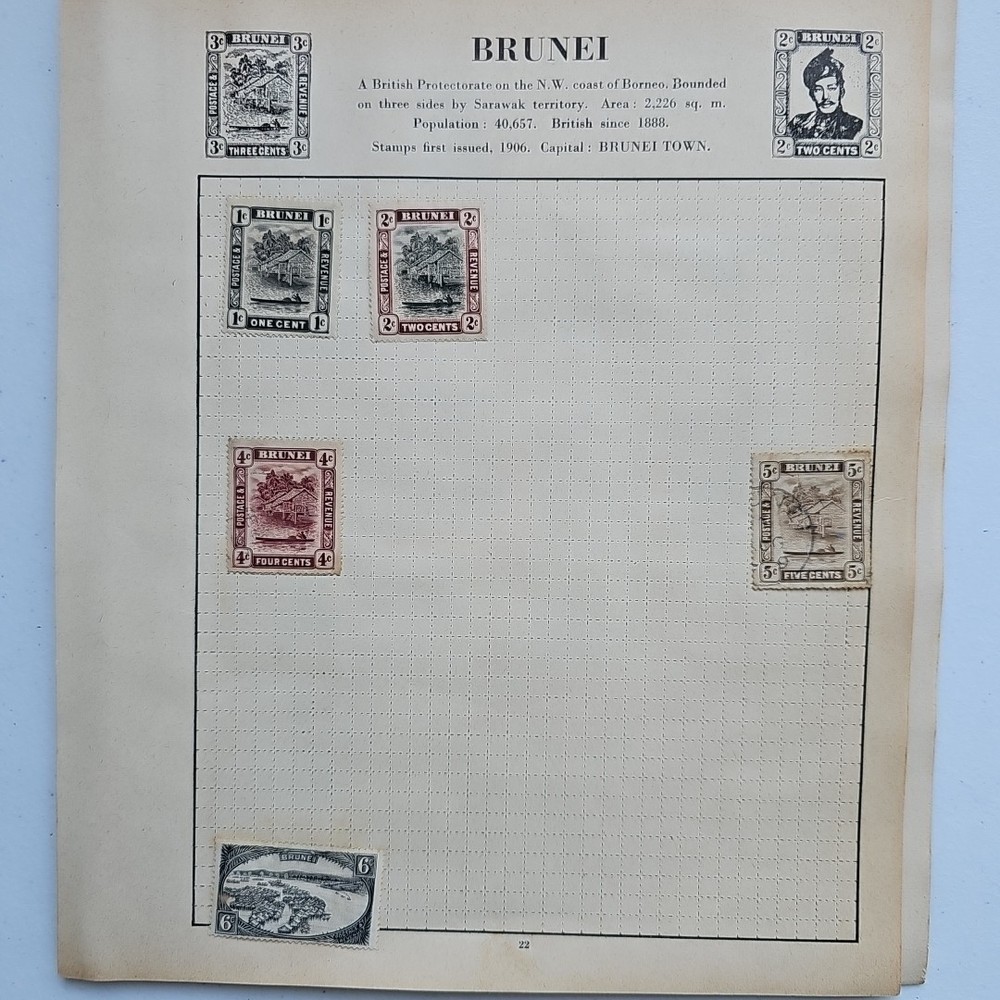 3c BRUNEI 3c
POSTAGE &
REVENUE
3c THREE CENTS 3c
BRUNEI
A British Protectorate on the N.W. coast of Borneo. Bounded
on three sides by Sarawak territory. Area : 2,226 sq. m.
Population : 40,657. British since 1888.
Stamps first issued, 1906. Capital : BRUNEI TOWN.
2c BRUNEI 2c
2c TWO CENTS 2c
1c BRUNEI 1c
POSTAGE &
REVENUE
1c ONE CENT 1c
2c BRUNEI 2c
POSTAGE &
REVENUE
2c TWO CENTS 2c
4c BRUNEI 4c
POSTAGE &
REVENUE
4c FOUR CENTS 4c
5c BRUNEI 5c
POSTAGE &
REVENUE
5c FIVE CENTS 5c
BRUNEI 6c
6c
22